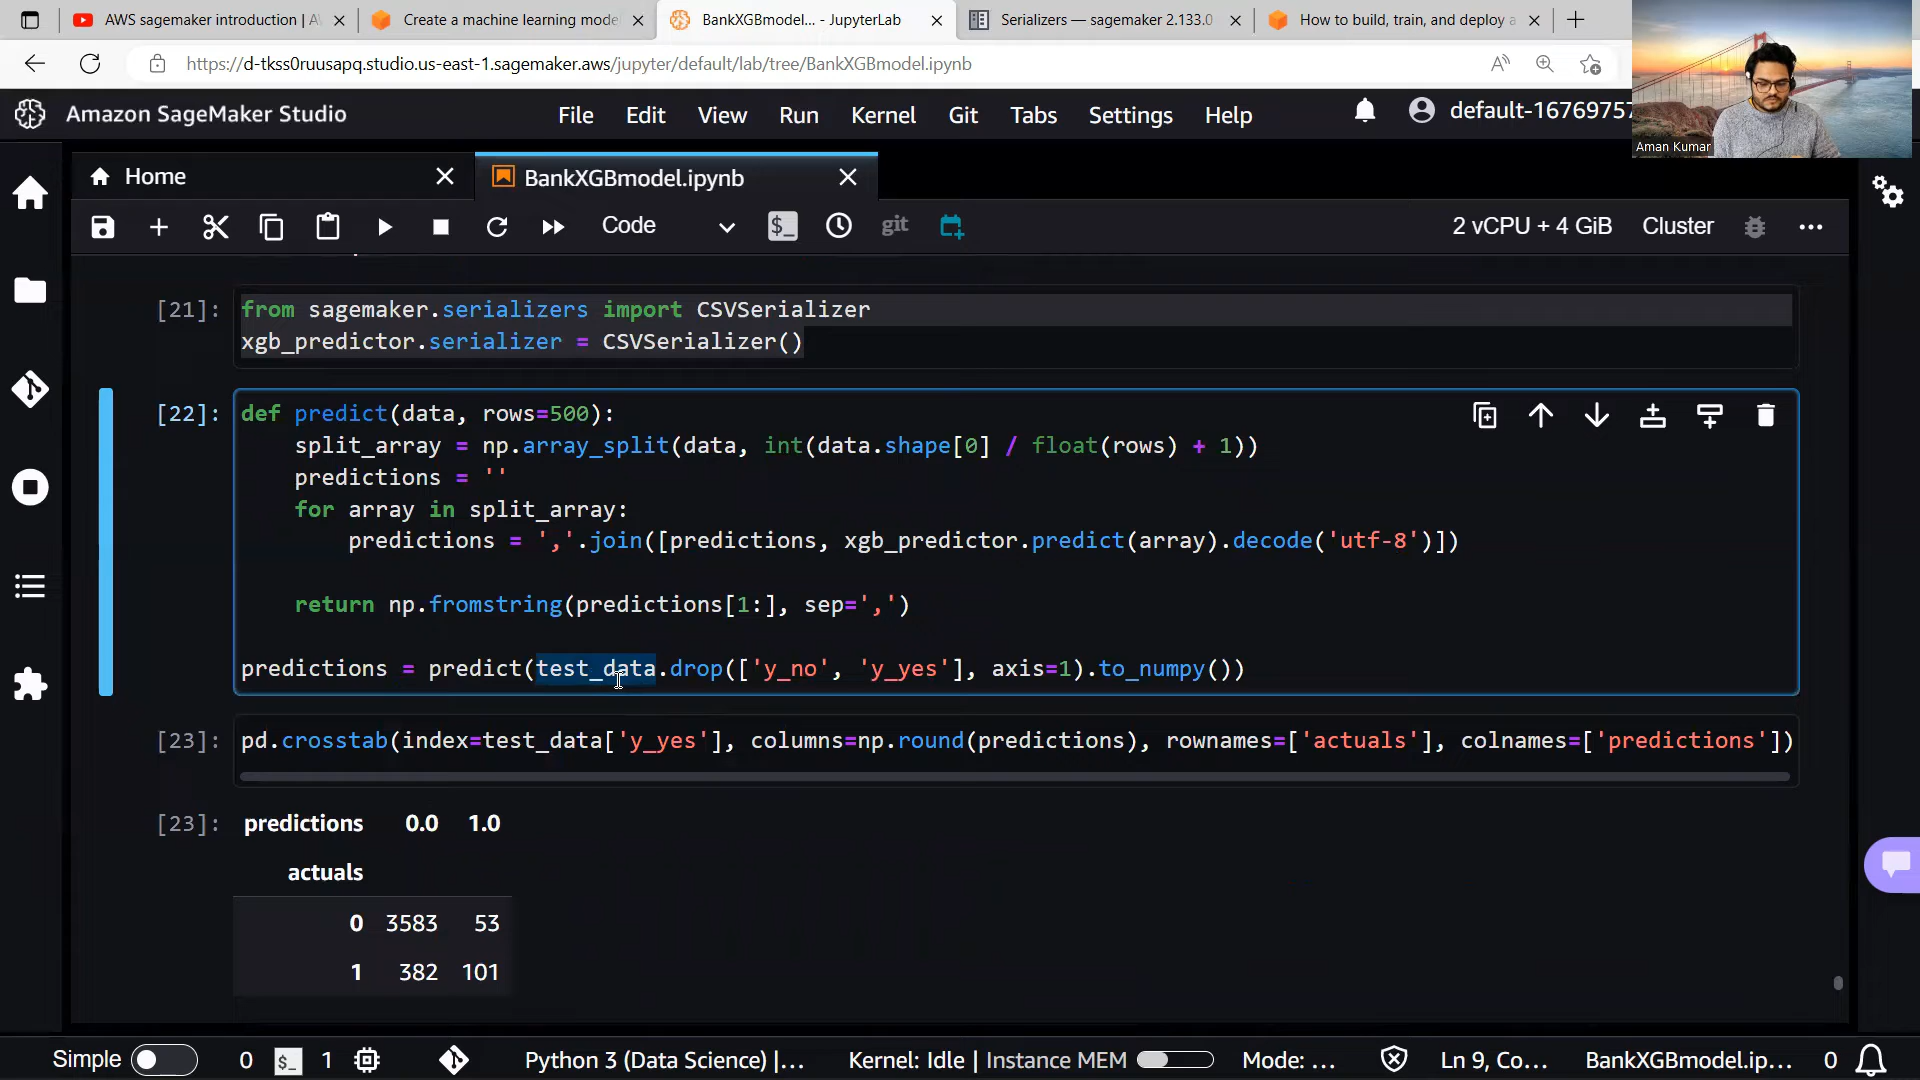 AWS sagemaker introduction | A
Create a machine learning mode
BankXGBmodel... - JupyterLab
Serializers — sagemaker 2.133.0
How to build, train, and deploy a
https://d-tkss0ruusapq.studio.us-east-1.sagemaker.aws/jupyter/default/lab/tree/BankXGBmodel.ipynb
Aman Kumar
Amazon SageMaker Studio
File Edit View Run Kernel Git Tabs Settings Help
default-16769757
Home
BankXGBmodel.ipynb
Code
$_
git
2 vCPU + 4 GiB
Cluster
[21]:
from sagemaker.serializers import CSVSerializer
xgb_predictor.serializer = CSVSerializer()
[22]:
def predict(data, rows=500):
split_array = np.array_split(data, int(data.shape[0] / float(rows) + 1))
predictions = ''
for array in split_array:
predictions = ','.join([predictions, xgb_predictor.predict(array).decode('utf-8')])
return np.fromstring(predictions[1:], sep=',')
predictions = predict(test_data.drop(['y_no', 'y_yes'], axis=1).to_numpy())
[23]:
pd.crosstab(index=test_data['y_yes'], columns=np.round(predictions), rownames=['actuals'], colnames=['predictions'])
[23]:
predictions 0.0 1.0
actuals
0 3583 53
1 382 101
Simple
0
$_
1
Python 3 (Data Science) |...
Kernel: Idle | Instance MEM
Mode: ...
Ln 9, Co...
BankXGBmodel.ip...
0